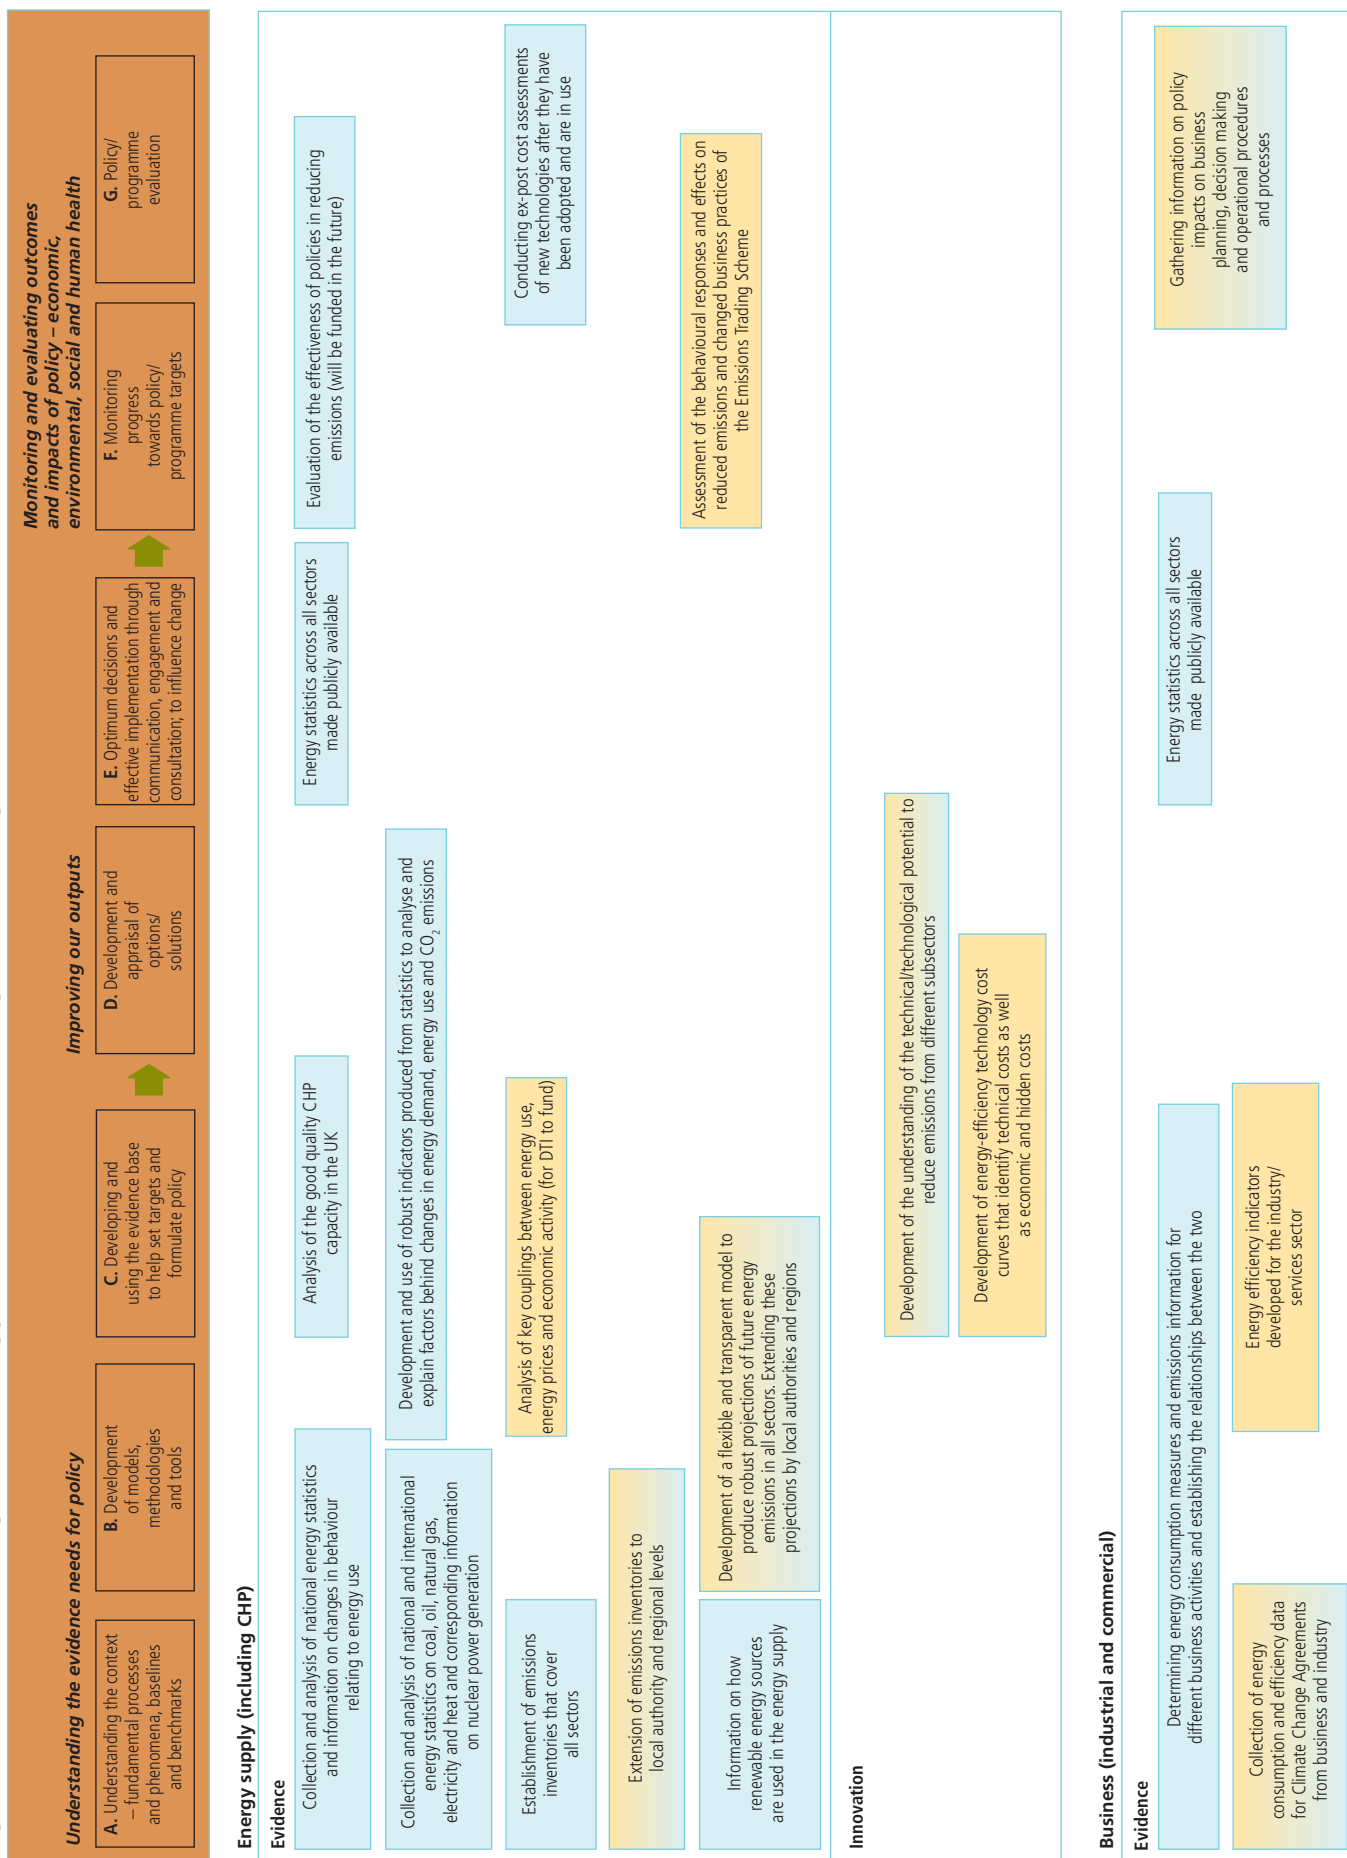 Understanding the evidence needs for policy
Improving our outputs
Monitoring and evaluating outcomes
and impacts of policy – economic,
environmental, social and human health
A. Understanding the context
– fundamental processes
and phenomena, baselines
and benchmarks
B. Development
of models,
methodologies
and tools
C. Developing and
using the evidence base
to help set targets and
formulate policy
D. Development and
appraisal of
options/
solutions
E. Optimum decisions and
effective implementation through
communication, engagement and
consultation; to influence change
F. Monitoring
progress
towards policy/
programme targets
G. Policy/
programme
evaluation
Energy supply (including CHP)
Evidence
Collection and analysis of national energy statistics
and information on changes in behaviour
relating to energy use
Analysis of the good quality CHP
capacity in the UK
Energy statistics across all sectors
made publicly available
Evaluation of the effectiveness of policies in reducing
emissions (will be funded in the future)
Collection and analysis of national and international
energy statistics on coal, oil, natural gas,
electricity and heat and corresponding information
on nuclear power generation
Development and use of robust indicators produced from statistics to analyse and
explain factors behind changes in energy demand, energy use and CO₂ emissions
Establishment of emissions
inventories that cover
all sectors
Analysis of key couplings between energy use,
energy prices and economic activity (for DTI to fund)
Conducting ex-post cost assessments
of new technologies after they have
been adopted and are in use
Extension of emissions inventories to
local authority and regional levels
Assessment of the behavioural responses and effects on
reduced emissions and changed business practices of
the Emissions Trading Scheme
Information on how
renewable energy sources
are used in the energy supply
Development of a flexible and transparent model to
produce robust projections of future energy
emissions in all sectors. Extending these
projections by local authorities and regions
Innovation
Development of the understanding of the technical/technological potential to
reduce emissions from different subsectors
Development of energy-efficiency technology cost
curves that identify technical costs as well
as economic and hidden costs
Business (industrial and commercial)
Evidence
Determining energy consumption measures and emissions information for
different business activities and establishing the relationships between the two
Energy statistics across all sectors
made publicly available
Gathering information on policy
impacts on business
planning, decision making
and operational procedures
and processes
Collection of energy
consumption and efficiency data
for Climate Change Agreements
from business and industry
Energy efficiency indicators
developed for the industry/
services sector